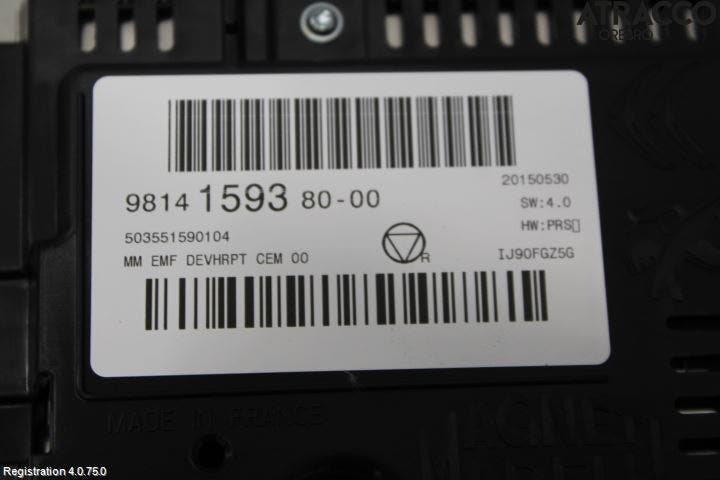 ATRACCO
ÖREBRO
20150530
9814 1593 80-00
SW:4.0
HW:PRS
503551590104
MM EMF DEVHRPT CEM 00
R
IJ90FGZ5G
MADE IN FRANCE
Registration 4.0.75.0